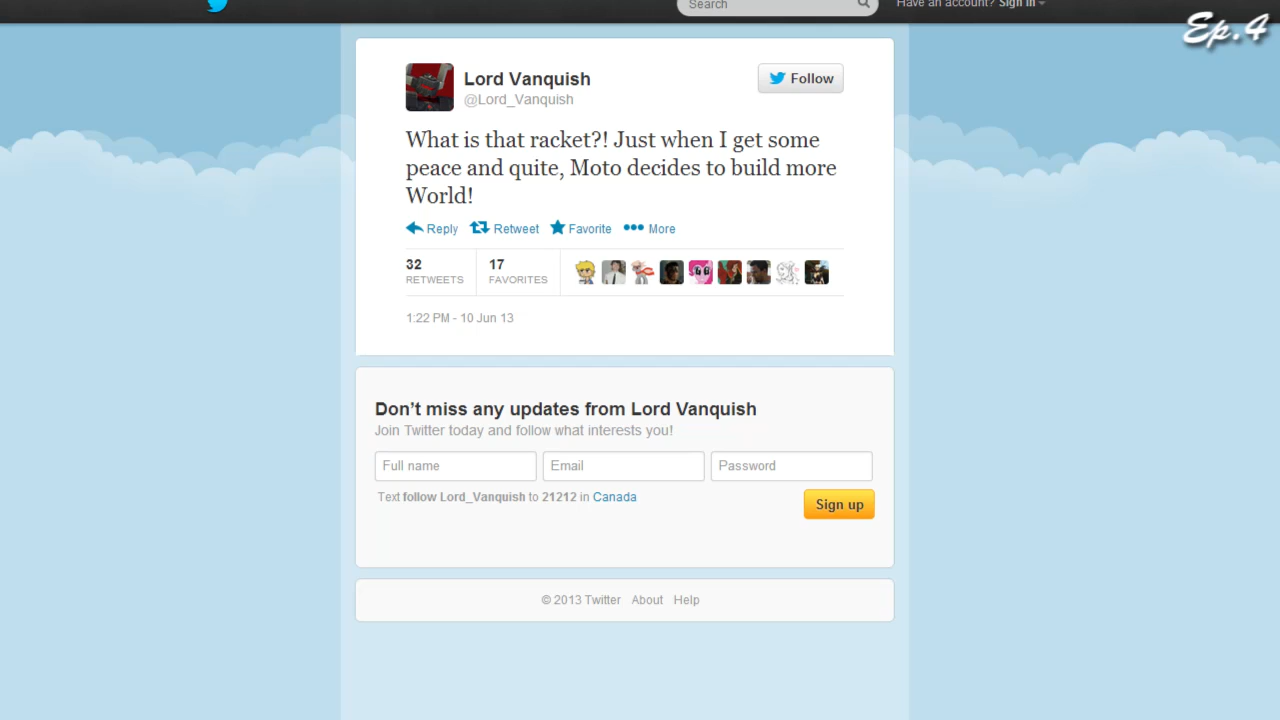 Search
Have an account? Sign in
Ep.4
Lord Vanquish
@Lord_Vanquish
Follow
What is that racket?! Just when I get some
peace and quite, Moto decides to build more
World!
Reply Retweet Favorite More
32 17
RETWEETS FAVORITES
1:22 PM - 10 Jun 13
Don’t miss any updates from Lord Vanquish
Join Twitter today and follow what interests you!
Full name Email Password
Text follow Lord_Vanquish to 21212 in Canada
Sign up
© 2013 Twitter About Help